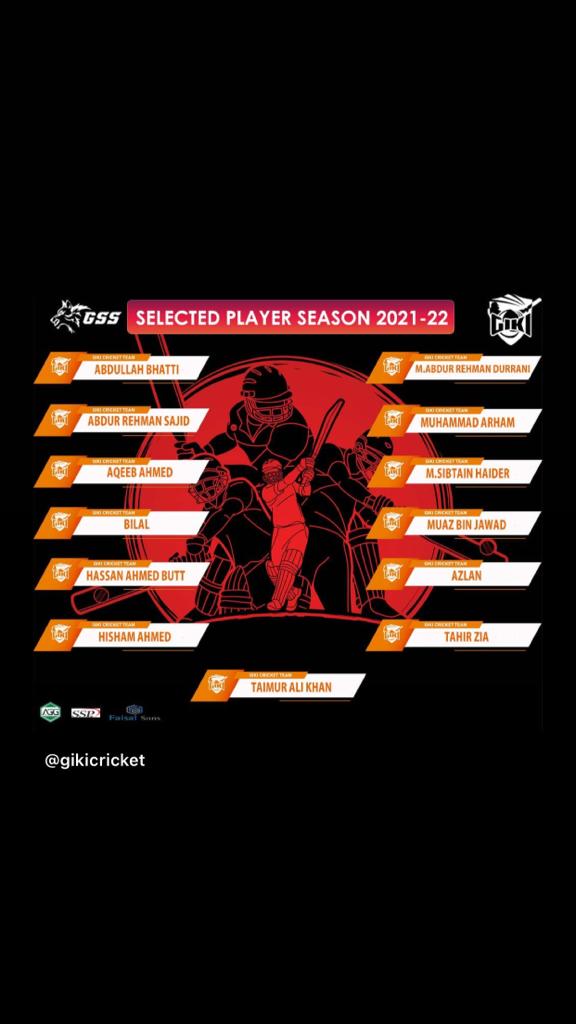 GSS
SELECTED PLAYER SEASON 2021-22
GIKI
GIKI CRICKET TEAM
ABDULLAH BHATTI
GIKI CRICKET TEAM
ABDUR REHMAN SAJID
GIKI CRICKET TEAM
AQEEB AHMED
GIKI CRICKET TEAM
BILAL
GIKI CRICKET TEAM
HASSAN AHMED BUTT
GIKI CRICKET TEAM
HISHAM AHMED
GIKI CRICKET TEAM
M.ABDUR REHMAN DURRANI
GIKI CRICKET TEAM
MUHAMMAD ARHAM
GIKI CRICKET TEAM
M.SIBTAIN HAIDER
GIKI CRICKET TEAM
MUAZ BIN JAWAD
GIKI CRICKET TEAM
AZLAN
GIKI CRICKET TEAM
TAHIR ZIA
GIKI CRICKET TEAM
TAIMUR ALI KHAN
AGG
SSP
Faisal Sons
@gikicricket